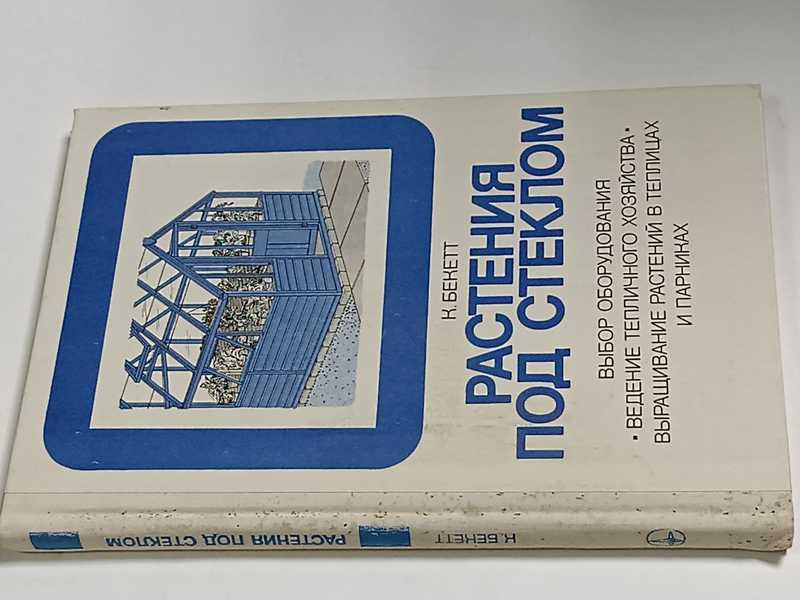 К. БЕКЕТТ
РАСТЕНИЯ
ПОД СТЕКЛОМ
ВЫБОР ОБОРУДОВАНИЯ
• ВЕДЕНИЕ ТЕПЛИЧНОГО ХОЗЯЙСТВА •
ВЫРАЩИВАНИЕ РАСТЕНИЙ В ТЕПЛИЦАХ
И ПАРНИКАХ
К. БЕКЕТТ
РАСТЕНИЯ ПОД СТЕКЛОМ